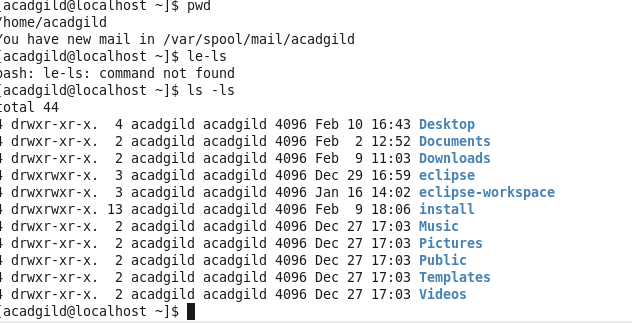 [acadgild@localhost ~]$ pwd
/home/acadgild
You have new mail in /var/spool/mail/acadgild
[acadgild@localhost ~]$ le-ls
bash: le-ls: command not found
[acadgild@localhost ~]$ ls -ls
total 44
4 drwxr-xr-x.  4 acadgild acadgild 4096 Feb 10 16:43 Desktop
4 drwxr-xr-x.  2 acadgild acadgild 4096 Feb  2 12:52 Documents
4 drwxr-xr-x.  2 acadgild acadgild 4096 Feb  9 11:03 Downloads
4 drwxrwxr-x.  3 acadgild acadgild 4096 Dec 29 16:59 eclipse
4 drwxrwxr-x.  3 acadgild acadgild 4096 Jan 16 14:02 eclipse-workspace
4 drwxrwxr-x. 13 acadgild acadgild 4096 Feb  9 18:06 install
4 drwxr-xr-x.  2 acadgild acadgild 4096 Dec 27 17:03 Music
4 drwxr-xr-x.  2 acadgild acadgild 4096 Dec 27 17:03 Pictures
4 drwxr-xr-x.  2 acadgild acadgild 4096 Dec 27 17:03 Public
4 drwxr-xr-x.  2 acadgild acadgild 4096 Dec 27 17:03 Templates
4 drwxr-xr-x.  2 acadgild acadgild 4096 Dec 27 17:03 Videos
[acadgild@localhost ~]$